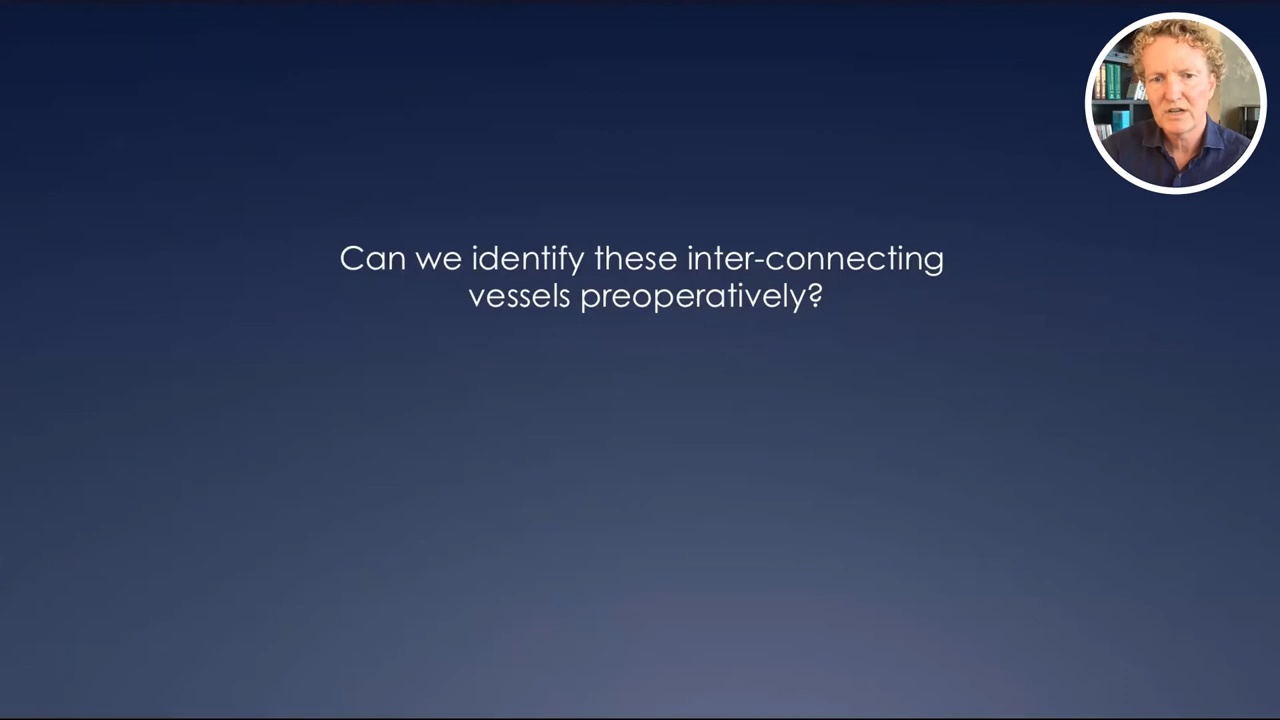 Can we identify these inter-connecting
vessels preoperatively?